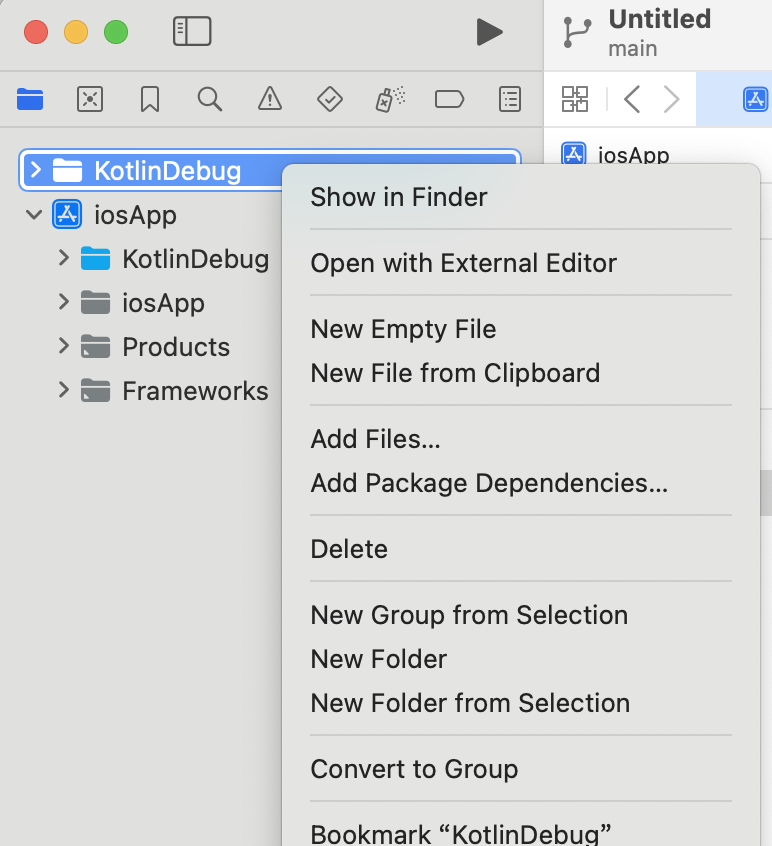 Untitled
main
iosApp
KotlinDebug
iosApp
KotlinDebug
iosApp
Products
Frameworks
Show in Finder
Open with External Editor
New Empty File
New File from Clipboard
Add Files...
Add Package Dependencies...
Delete
New Group from Selection
New Folder
New Folder from Selection
Convert to Group
Bookmark “KotlinDebug”